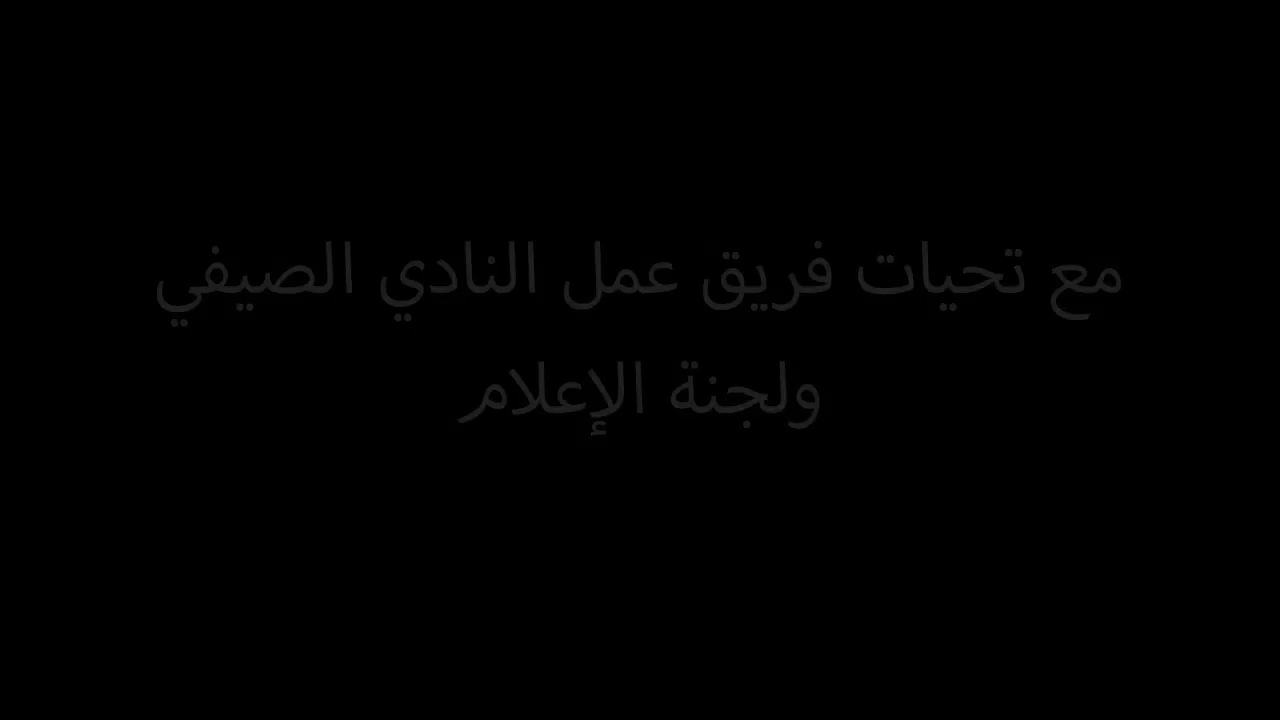 مع تحيات فريق عمل النادي الصيفي
ولجنة الإعلام